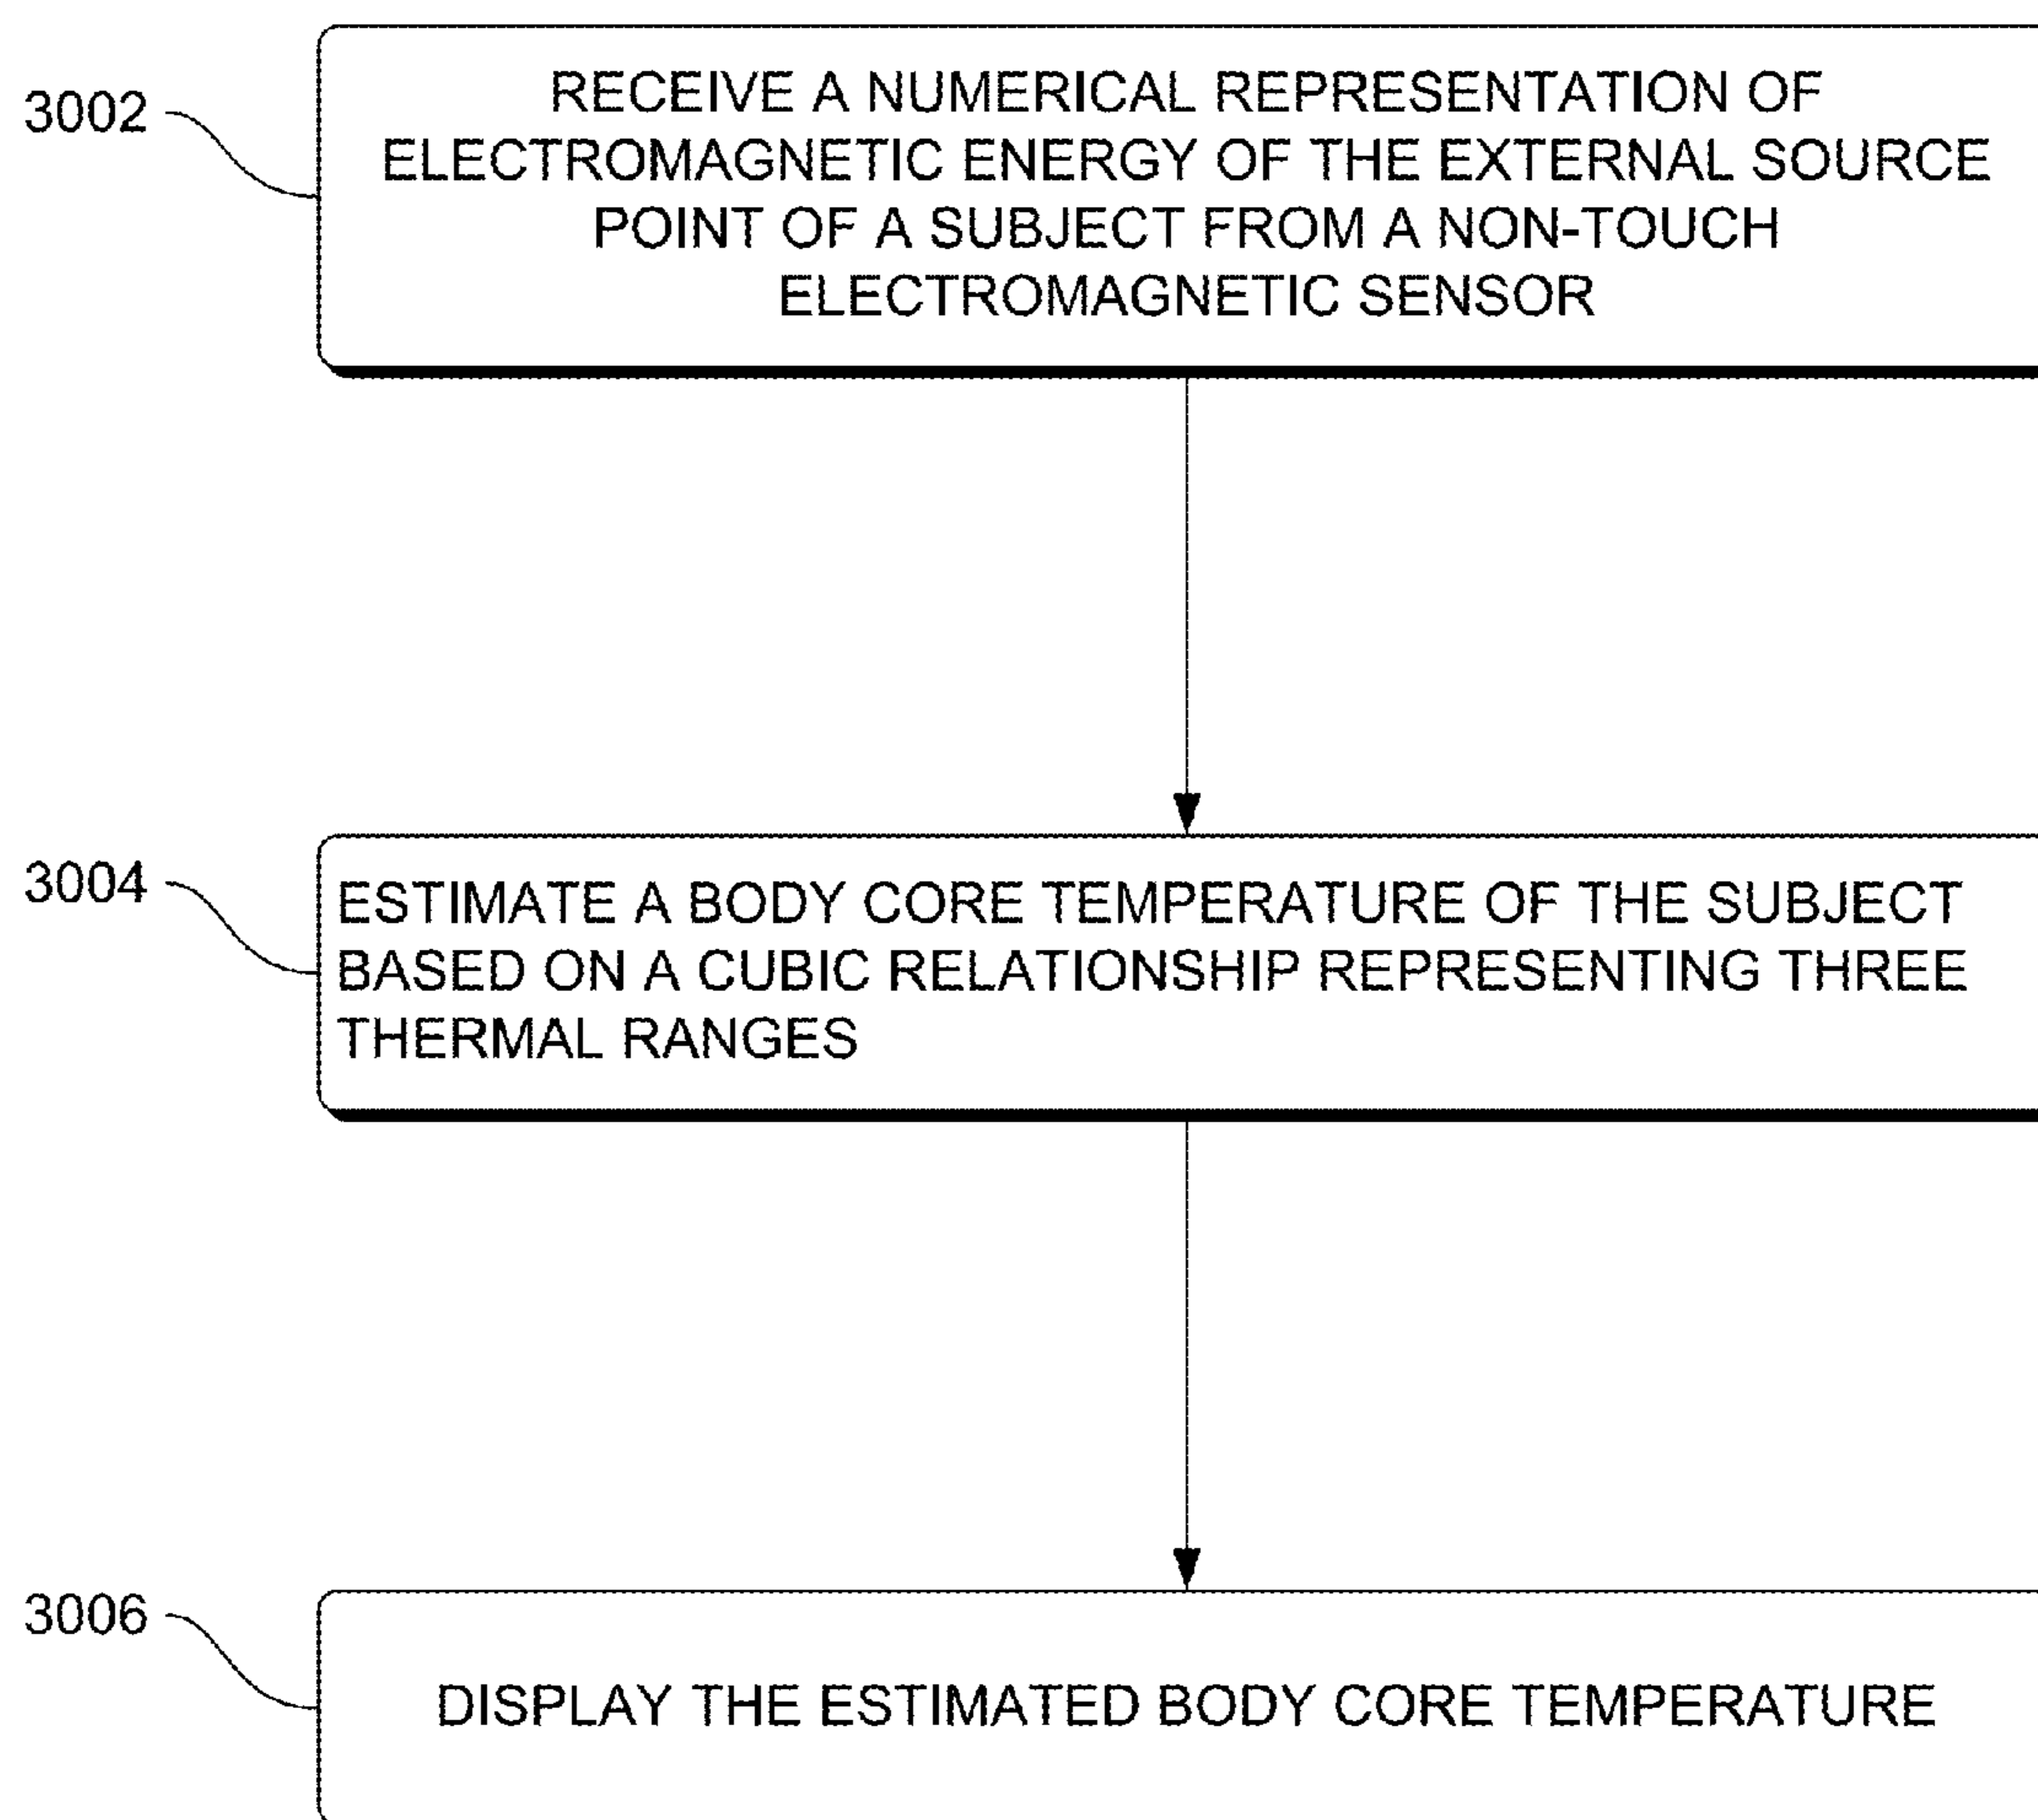 3002
RECEIVE A NUMERICAL REPRESENTATION OF
ELECTROMAGNETIC ENERGY OF THE EXTERNAL SOURCE
POINT OF A SUBJECT FROM A NON-TOUCH
ELECTROMAGNETIC SENSOR
3004
ESTIMATE A BODY CORE TEMPERATURE OF THE SUBJECT
BASED ON A CUBIC RELATIONSHIP REPRESENTING THREE
THERMAL RANGES
3006
DISPLAY THE ESTIMATED BODY CORE TEMPERATURE